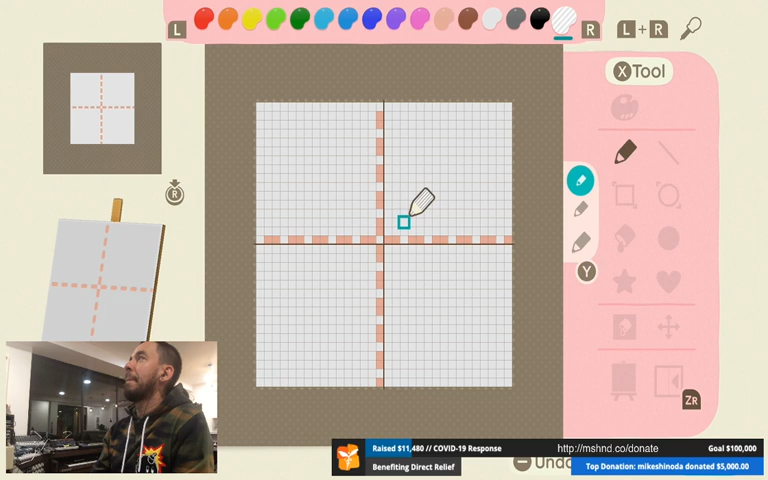 L
R
L + R
X Tool
R
Y
ZR
Undo
Raised $11,480 // COVID-19 Response
http://mshnd.co/donate
Goal $100,000
Benefiting Direct Relief
Top Donation: mikeshinoda donated $5,000.00